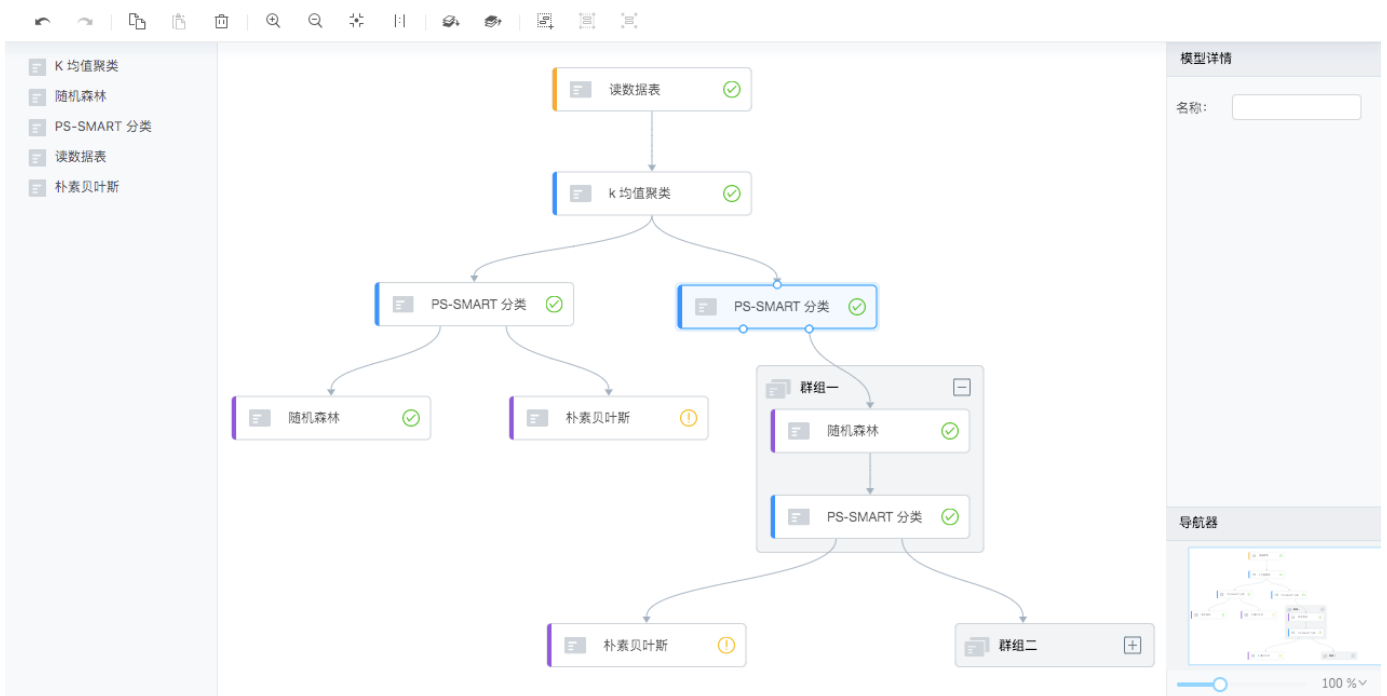 K 均值聚类
随机森林
PS-SMART 分类
读数据表
朴素贝叶斯
读数据表
k 均值聚类
PS-SMART 分类
PS-SMART 分类
随机森林
朴素贝叶斯
群组一
随机森林
PS-SMART 分类
朴素贝叶斯
群组二
模型详情
名称:
导航器
100 %